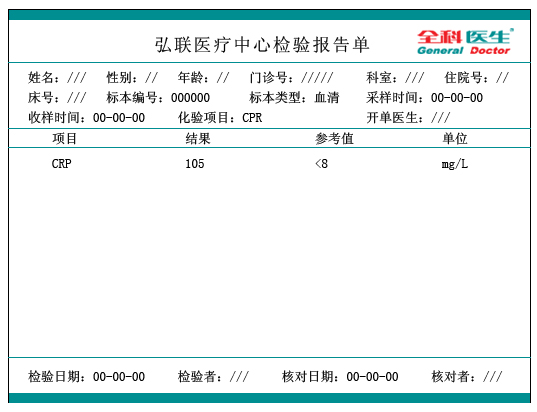 弘联医疗中心检验报告单
全科医生
General Doctor
姓名：/// 性别：// 年龄：// 门诊号：///// 科室：/// 住院号：//
床号：/// 标本编号：000000 标本类型：血清 采样时间：00-00-00
收样时间：00-00-00 化验项目：CPR 开单医生：///
项目 结果 参考值 单位
CRP 105 <8 mg/L
检验日期：00-00-00 检验者：/// 核对日期：00-00-00 核对者：///